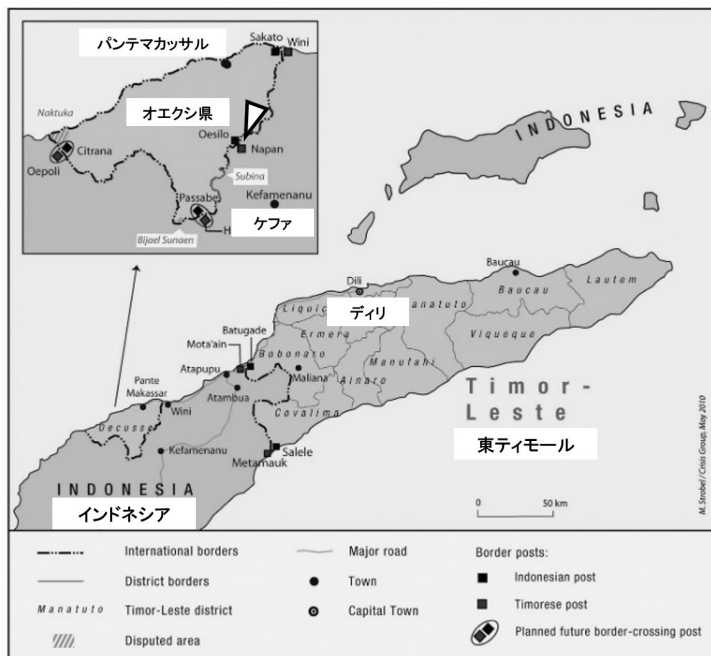 パンテマカッサル
Sakato
Wini
Naktuka
オエクシ県
Oesilo
Napan
Citrana
Oepoli
Subina
Passabe
Kefamenanu
ケファ
Bijael Sunaen
INDONESIA
Baucau
Dili
Lautem
Baucau
ディリ
Ermera
Viqueque
Batugade
Mota'ain
Bobonaro
Manufahi
Atapupu
Maliana
Ainaro
Pante
Makassar
Wini
Atambua
Covalima
Oecusse
Timor-
Leste
東ティモール
Kefamenanu
Salele
Metamauk
INDONESIA
インドネシア
0
50 km
M. Strobel / Crisis Group, May 2010
International borders
District borders
Manatuto
Timor-Leste district
Disputed area
Major road
Town
Capital Town
Border posts:
Indonesian post
Timorese post
Planned future border-crossing post